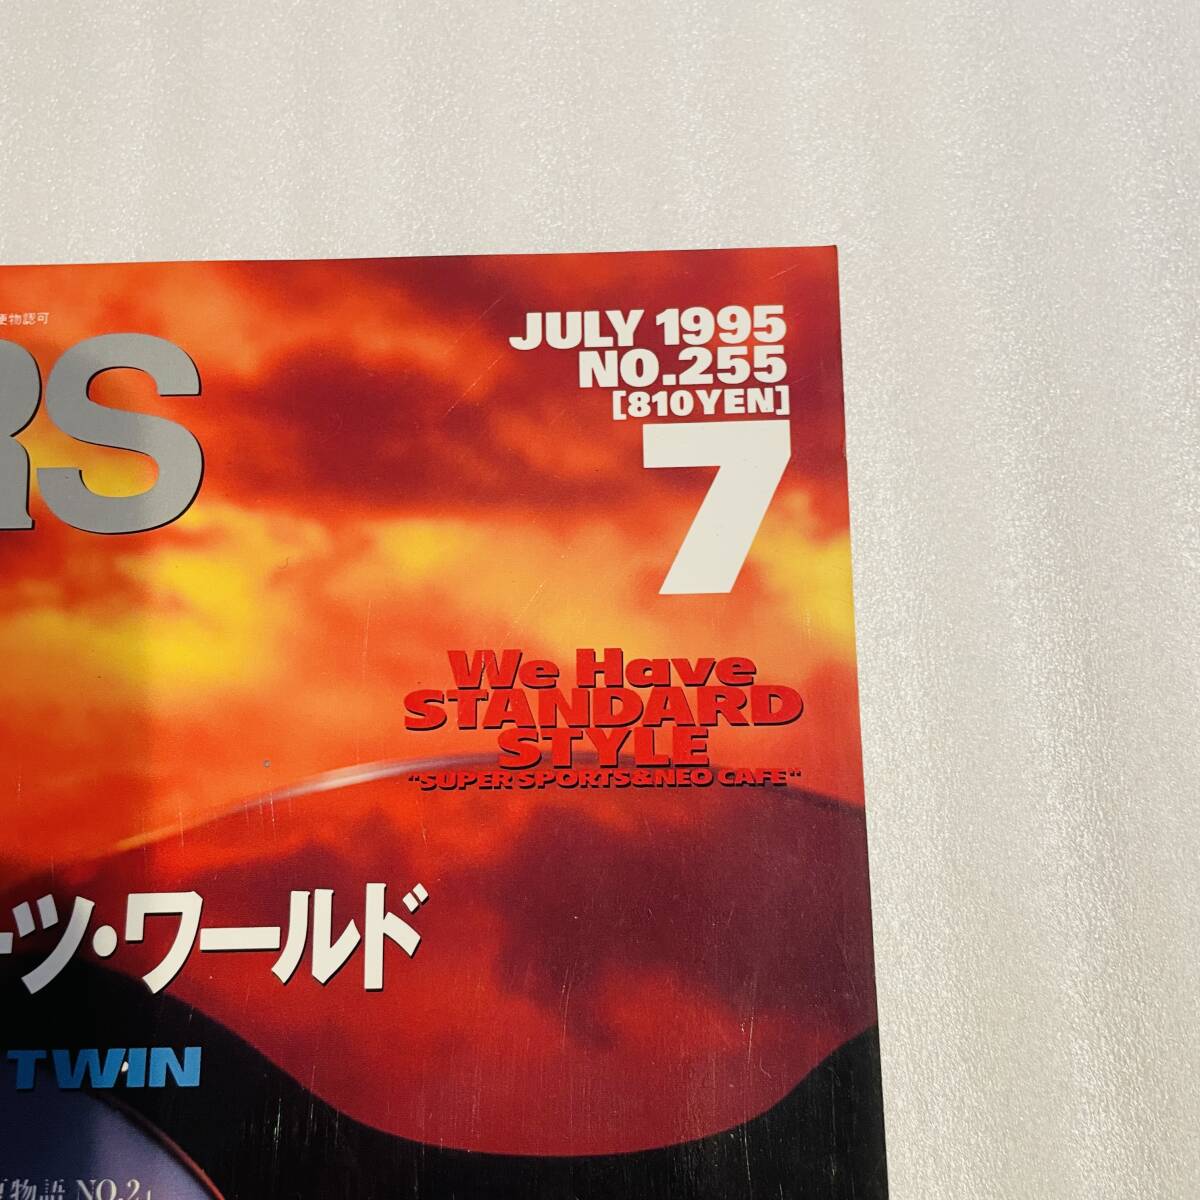 便物認可
RS
JULY 1995
NO.255
[810YEN]
7
We Have
STANDARD
STYLE
"SUPER SPORTS&NEO CAFE"
ーツ・ワールド
TWIN
物語 NO.2」